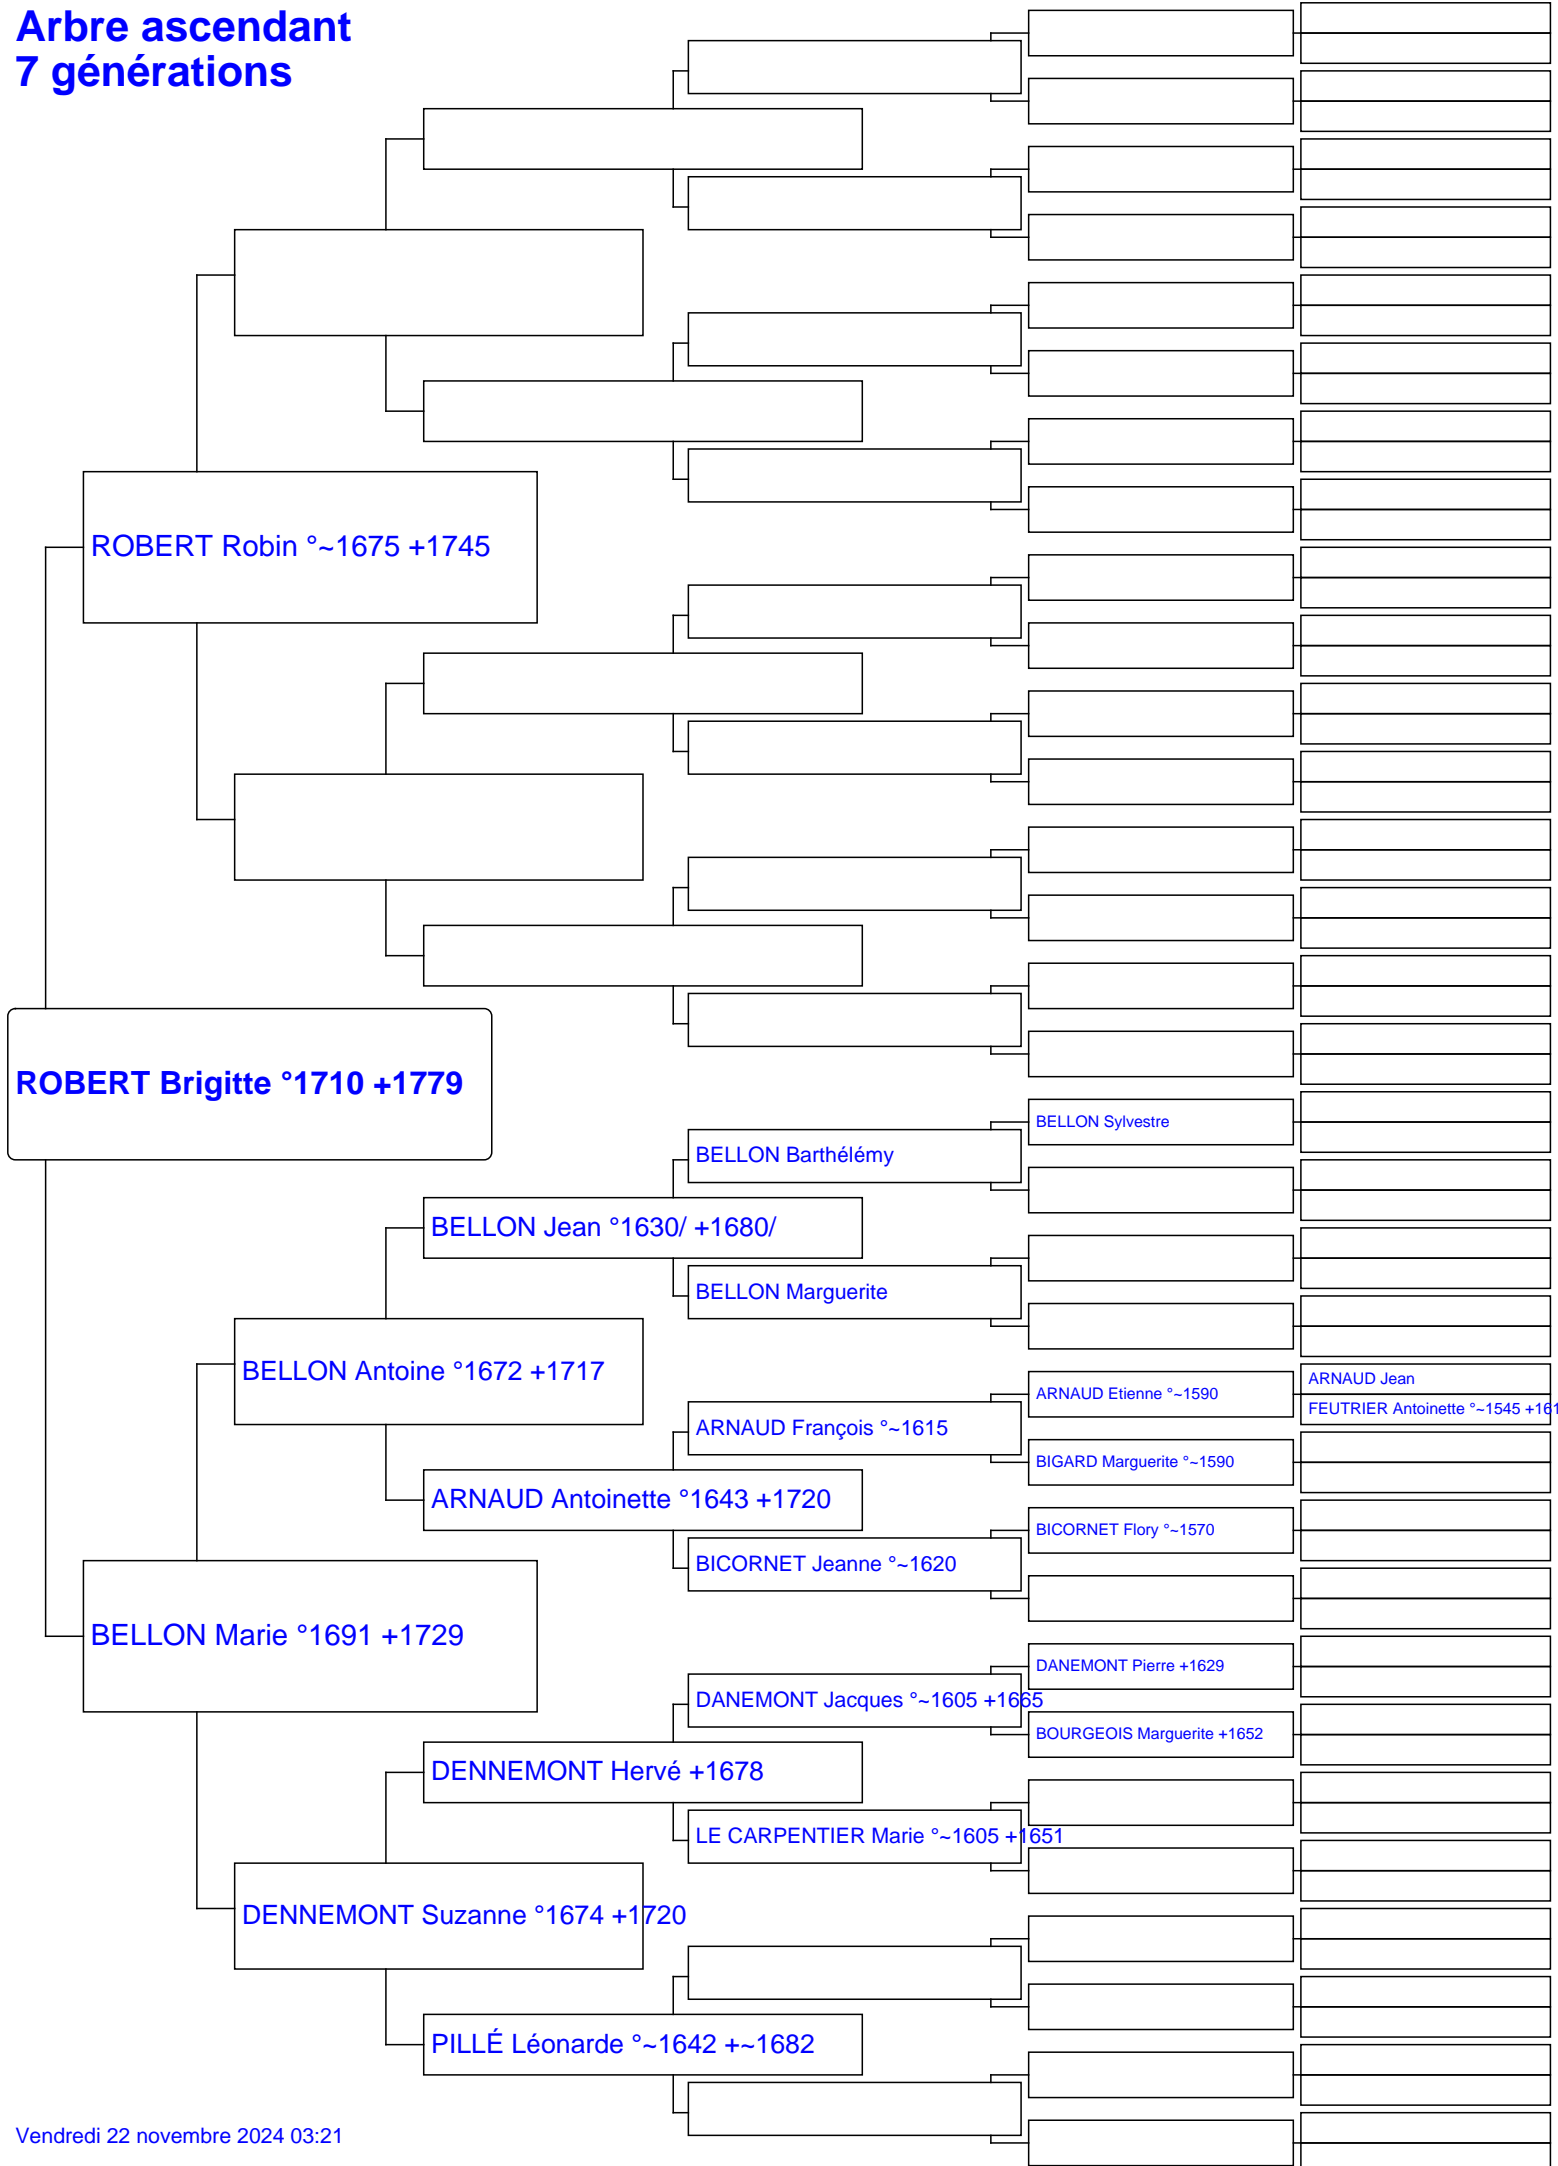 Arbre ascendant
7 générations
ROBERT Robin °~1675 +1745
ROBERT Brigitte °1710 +1779
BELLON Sylvestre
BELLON Barthélémy
BELLON Jean °1630/ +1680/
BELLON Marguerite
BELLON Antoine °1672 +1717
ARNAUD Jean
ARNAUD Etienne °~1590
FEUTRIER Antoinette °~1545 +161
ARNAUD François °~1615
BIGARD Marguerite °~1590
ARNAUD Antoinette °1643 +1720
BICORNET Flory °~1570
BICORNET Jeanne °~1620
BELLON Marie °1691 +1729
DANEMONT Pierre +1629
DANEMONT Jacques °~1605 +1665
BOURGEOIS Marguerite +1652
DENNEMONT Hervé +1678
LE CARPENTIER Marie °~1605 +1651
DENNEMONT Suzanne °1674 +1720
PILLÉ Léonarde °~1642 +~1682
Vendredi 22 novembre 2024 03:21